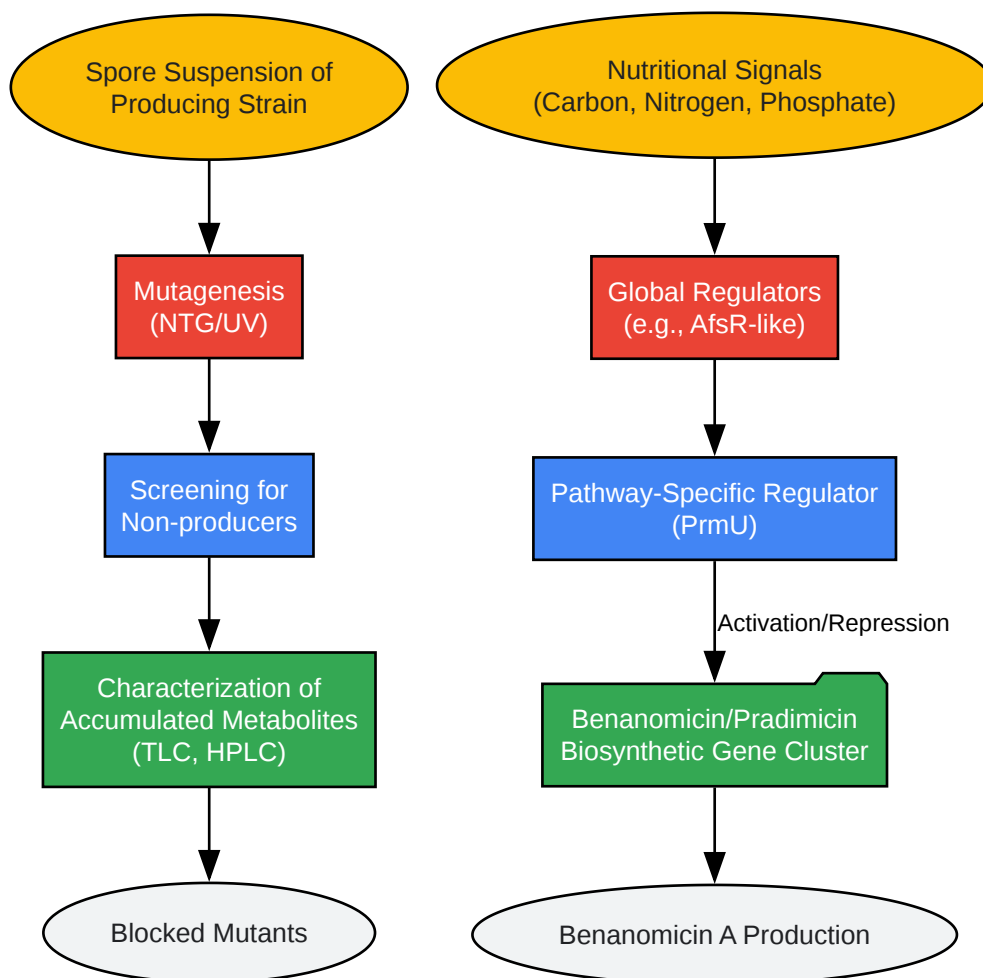 Spore Suspension of
Producing Strain
Mutagenesis
(NTG/UV)
Screening for
Non-producers
Characterization of
Accumulated Metabolites
(TLC, HPLC)
Blocked Mutants
Nutritional Signals
(Carbon, Nitrogen, Phosphate)
Global Regulators
(e.g., AfsR-like)
Pathway-Specific Regulator
(PrmU)
Activation/Repression
Benanomicin/Pradimicin
Biosynthetic Gene Cluster
Benanomicin A Production